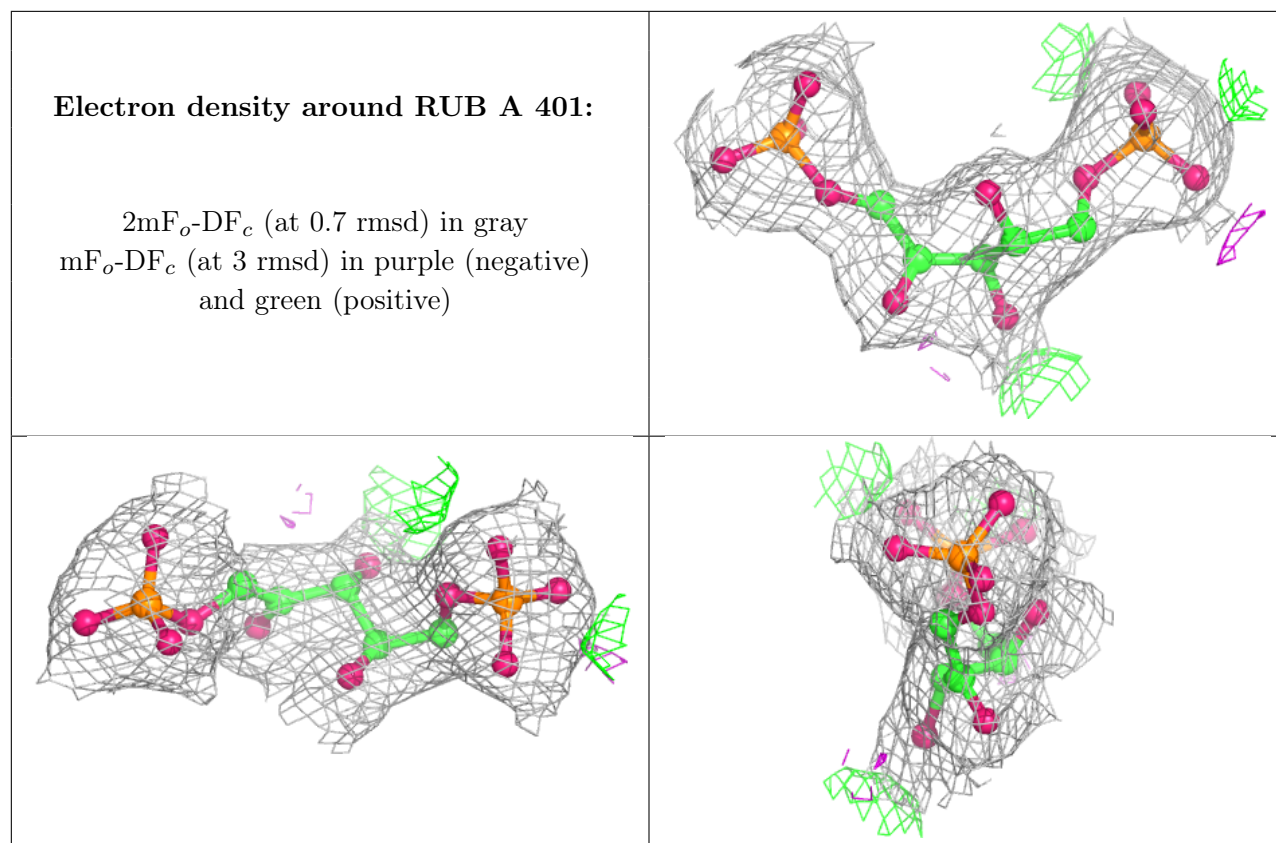 Electron density around RUB A 401:
2mFₒ-DF𝒸 (at 0.7 rmsd) in gray
mFₒ-DF𝒸 (at 3 rmsd) in purple (negative)
and green (positive)